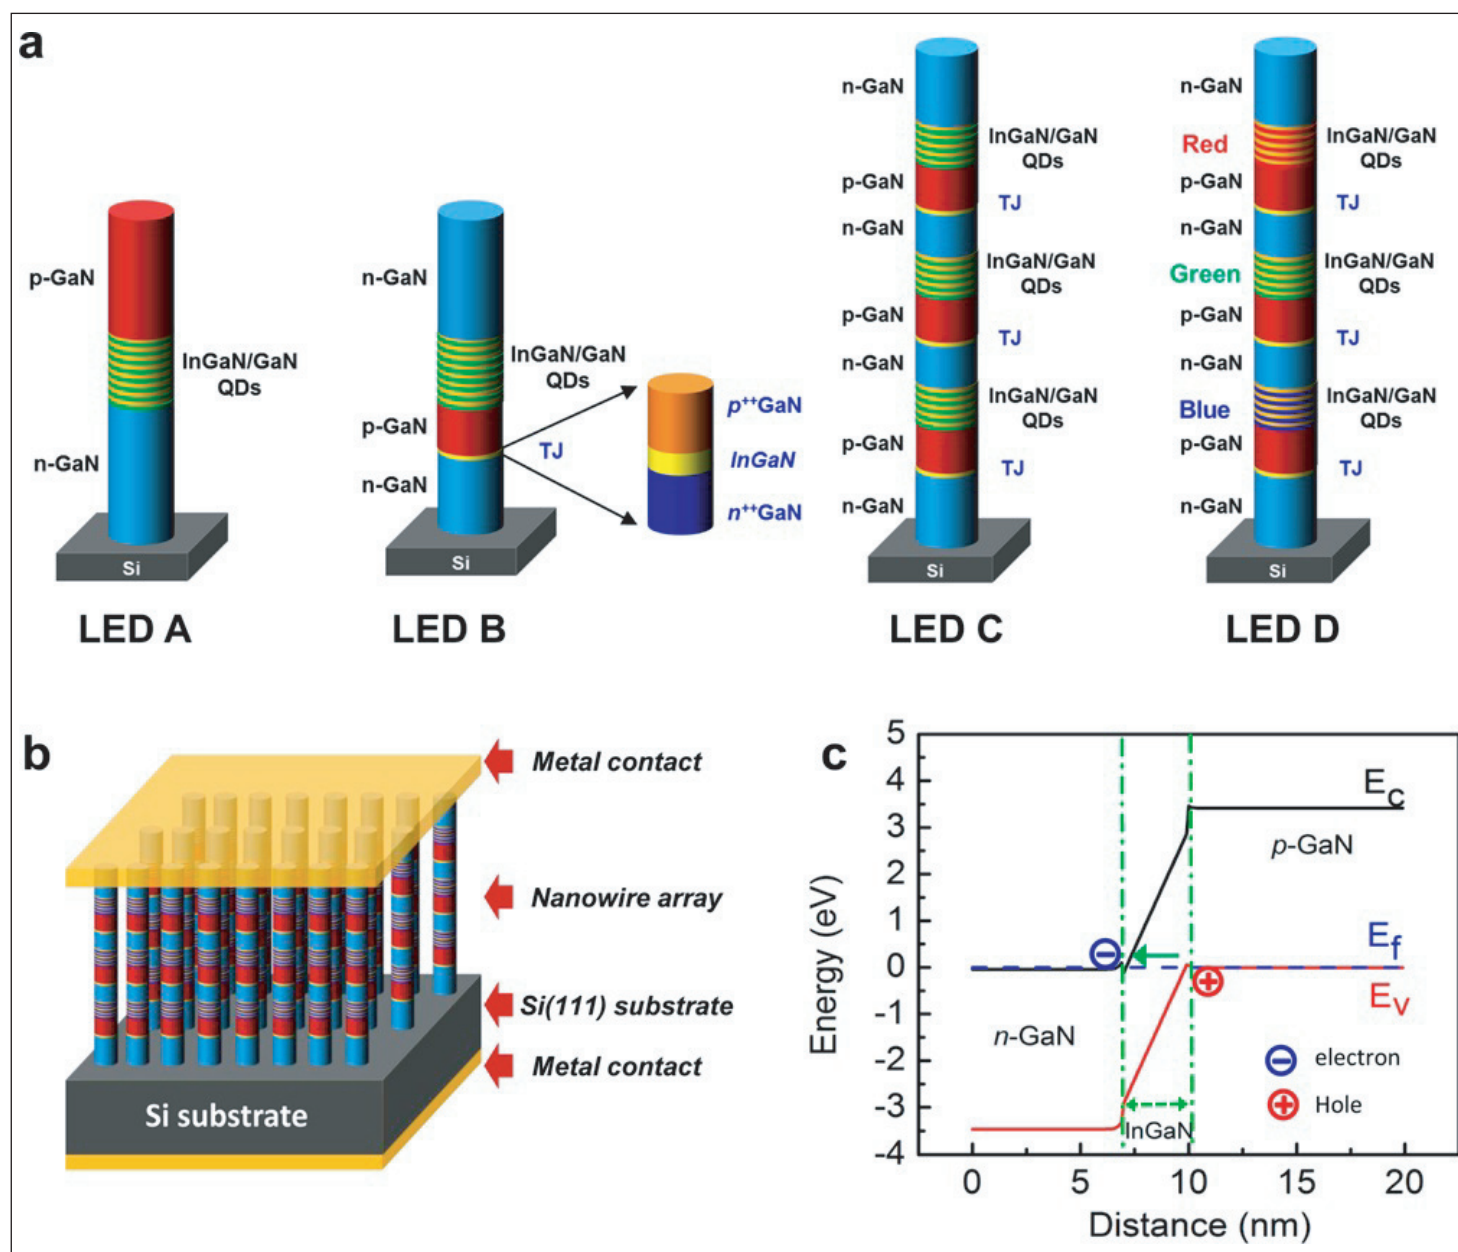 a
p-GaN
InGaN/GaN
QDs
n-GaN
Si
LED A
n-GaN
InGaN/GaN
QDs
p-GaN
TJ
n-GaN
Si
p++GaN
InGaN
n++GaN
LED B
n-GaN
InGaN/GaN
QDs
p-GaN
TJ
n-GaN
InGaN/GaN
QDs
p-GaN
TJ
n-GaN
InGaN/GaN
QDs
p-GaN
TJ
n-GaN
Si
LED C
n-GaN
Red
InGaN/GaN
QDs
p-GaN
TJ
n-GaN
Green
InGaN/GaN
QDs
p-GaN
TJ
n-GaN
Blue
InGaN/GaN
QDs
p-GaN
TJ
n-GaN
Si
LED D
b
Metal contact
Nanowire array
Si(111) substrate
Metal contact
Si substrate
c
5
4
3
2
1
0
-1
-2
-3
-4
Energy (eV)
Ec
p-GaN
Ef
Ev
n-GaN
electron
Hole
InGaN
0
5
10
15
20
Distance (nm)